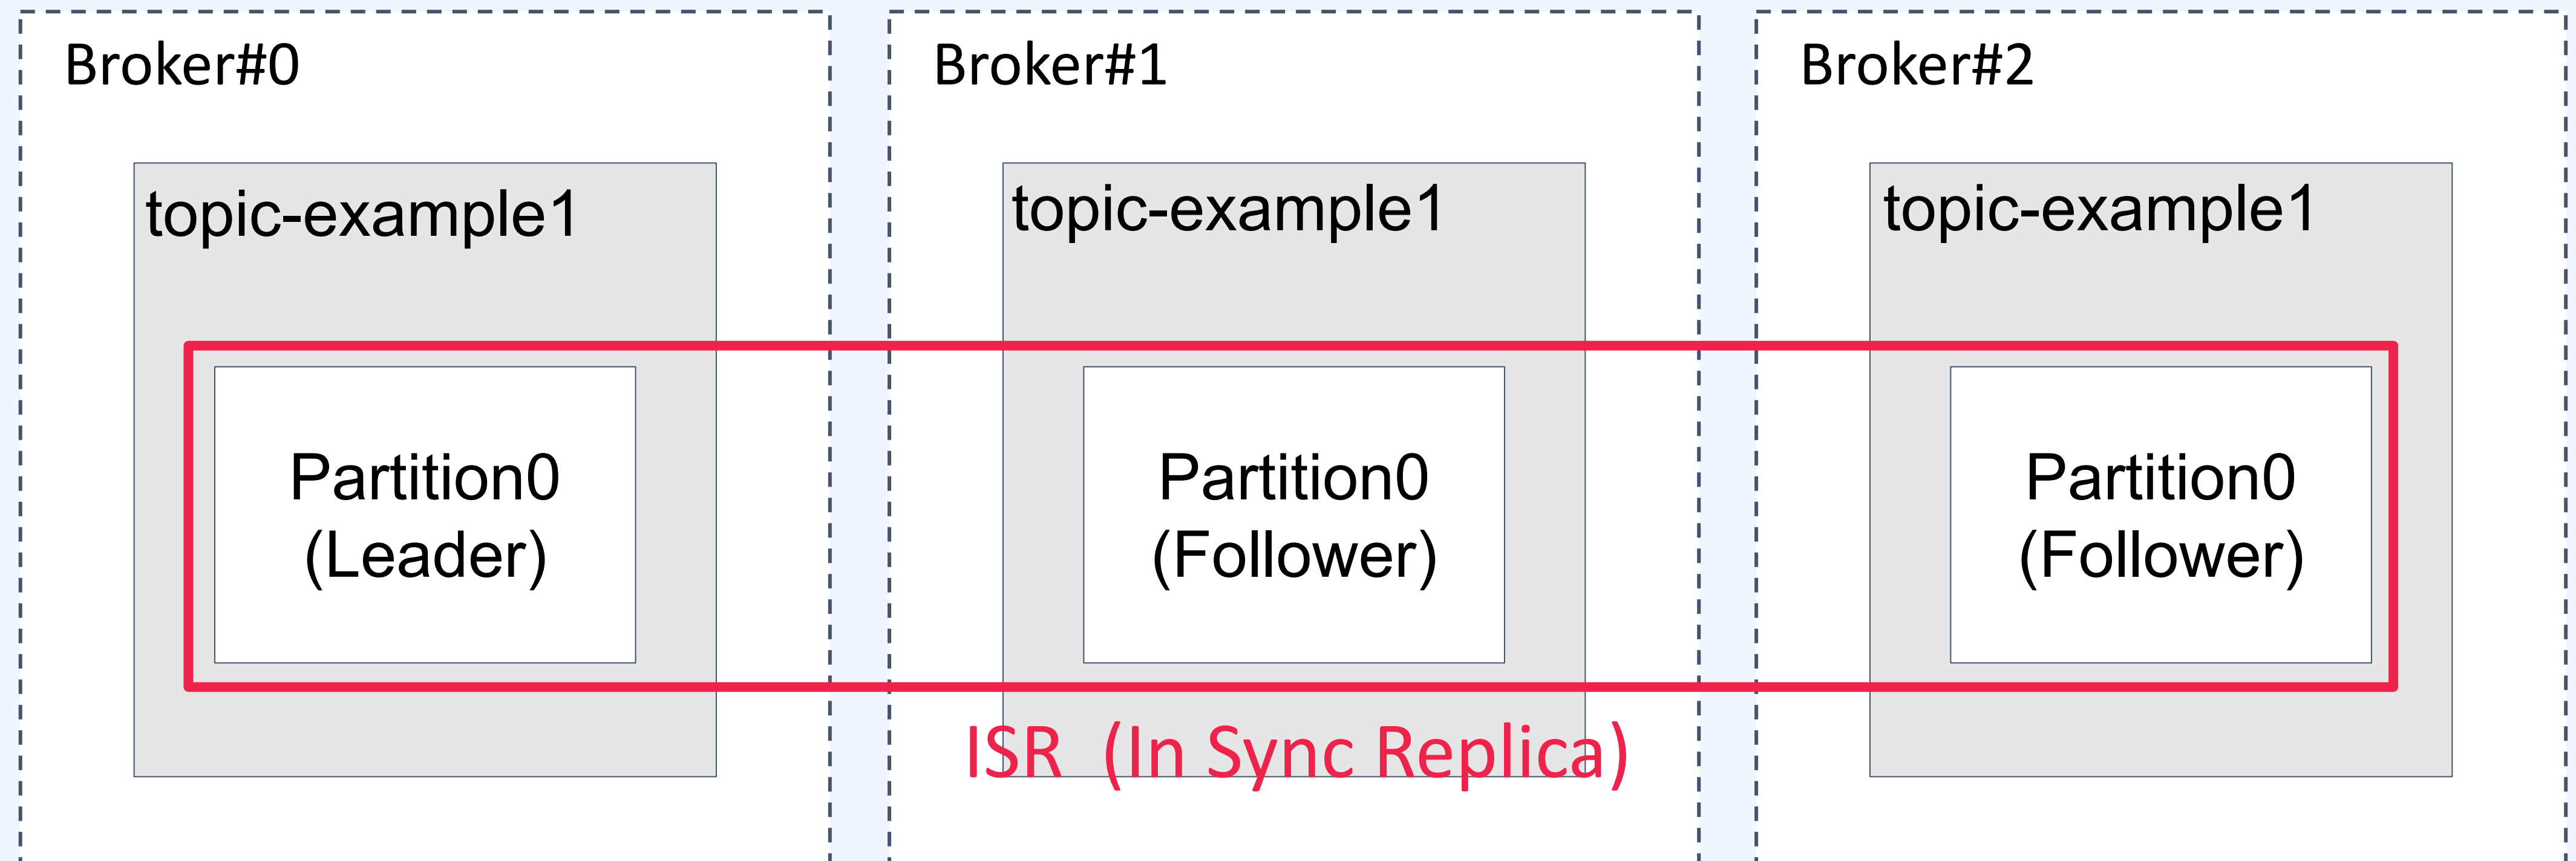 Broker#0
topic-example1
Partition0
(Leader)
Broker#1
topic-example1
Partition0
(Follower)
Broker#2
topic-example1
Partition0
(Follower)
ISR (In Sync Replica)